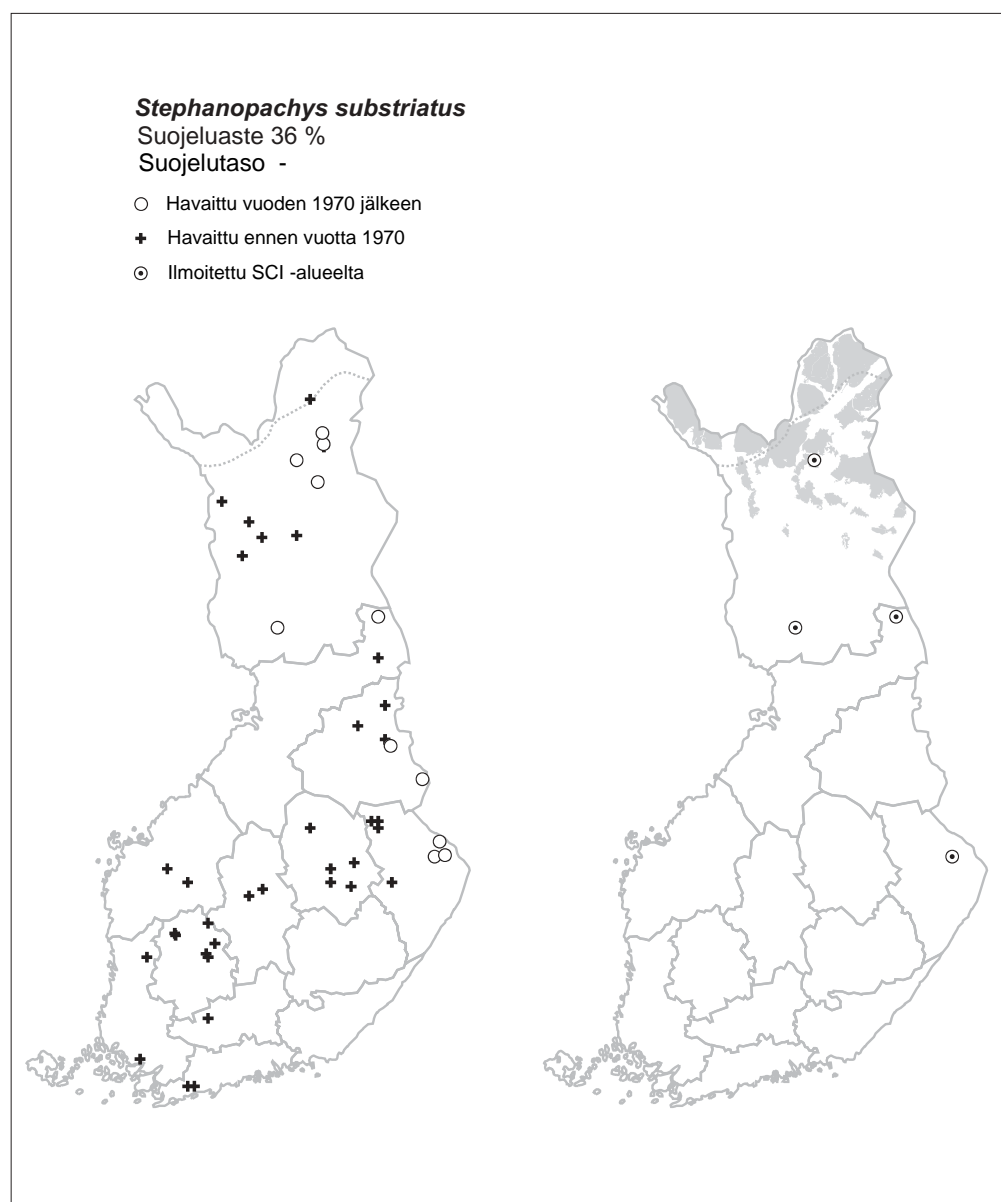 Stephanopachys substriatus
Suojeluaste 36 %
Suojelutaso -
Havaittu vuoden 1970 jälkeen
Havaittu ennen vuotta 1970
Ilmoitettu SCI -alueelta